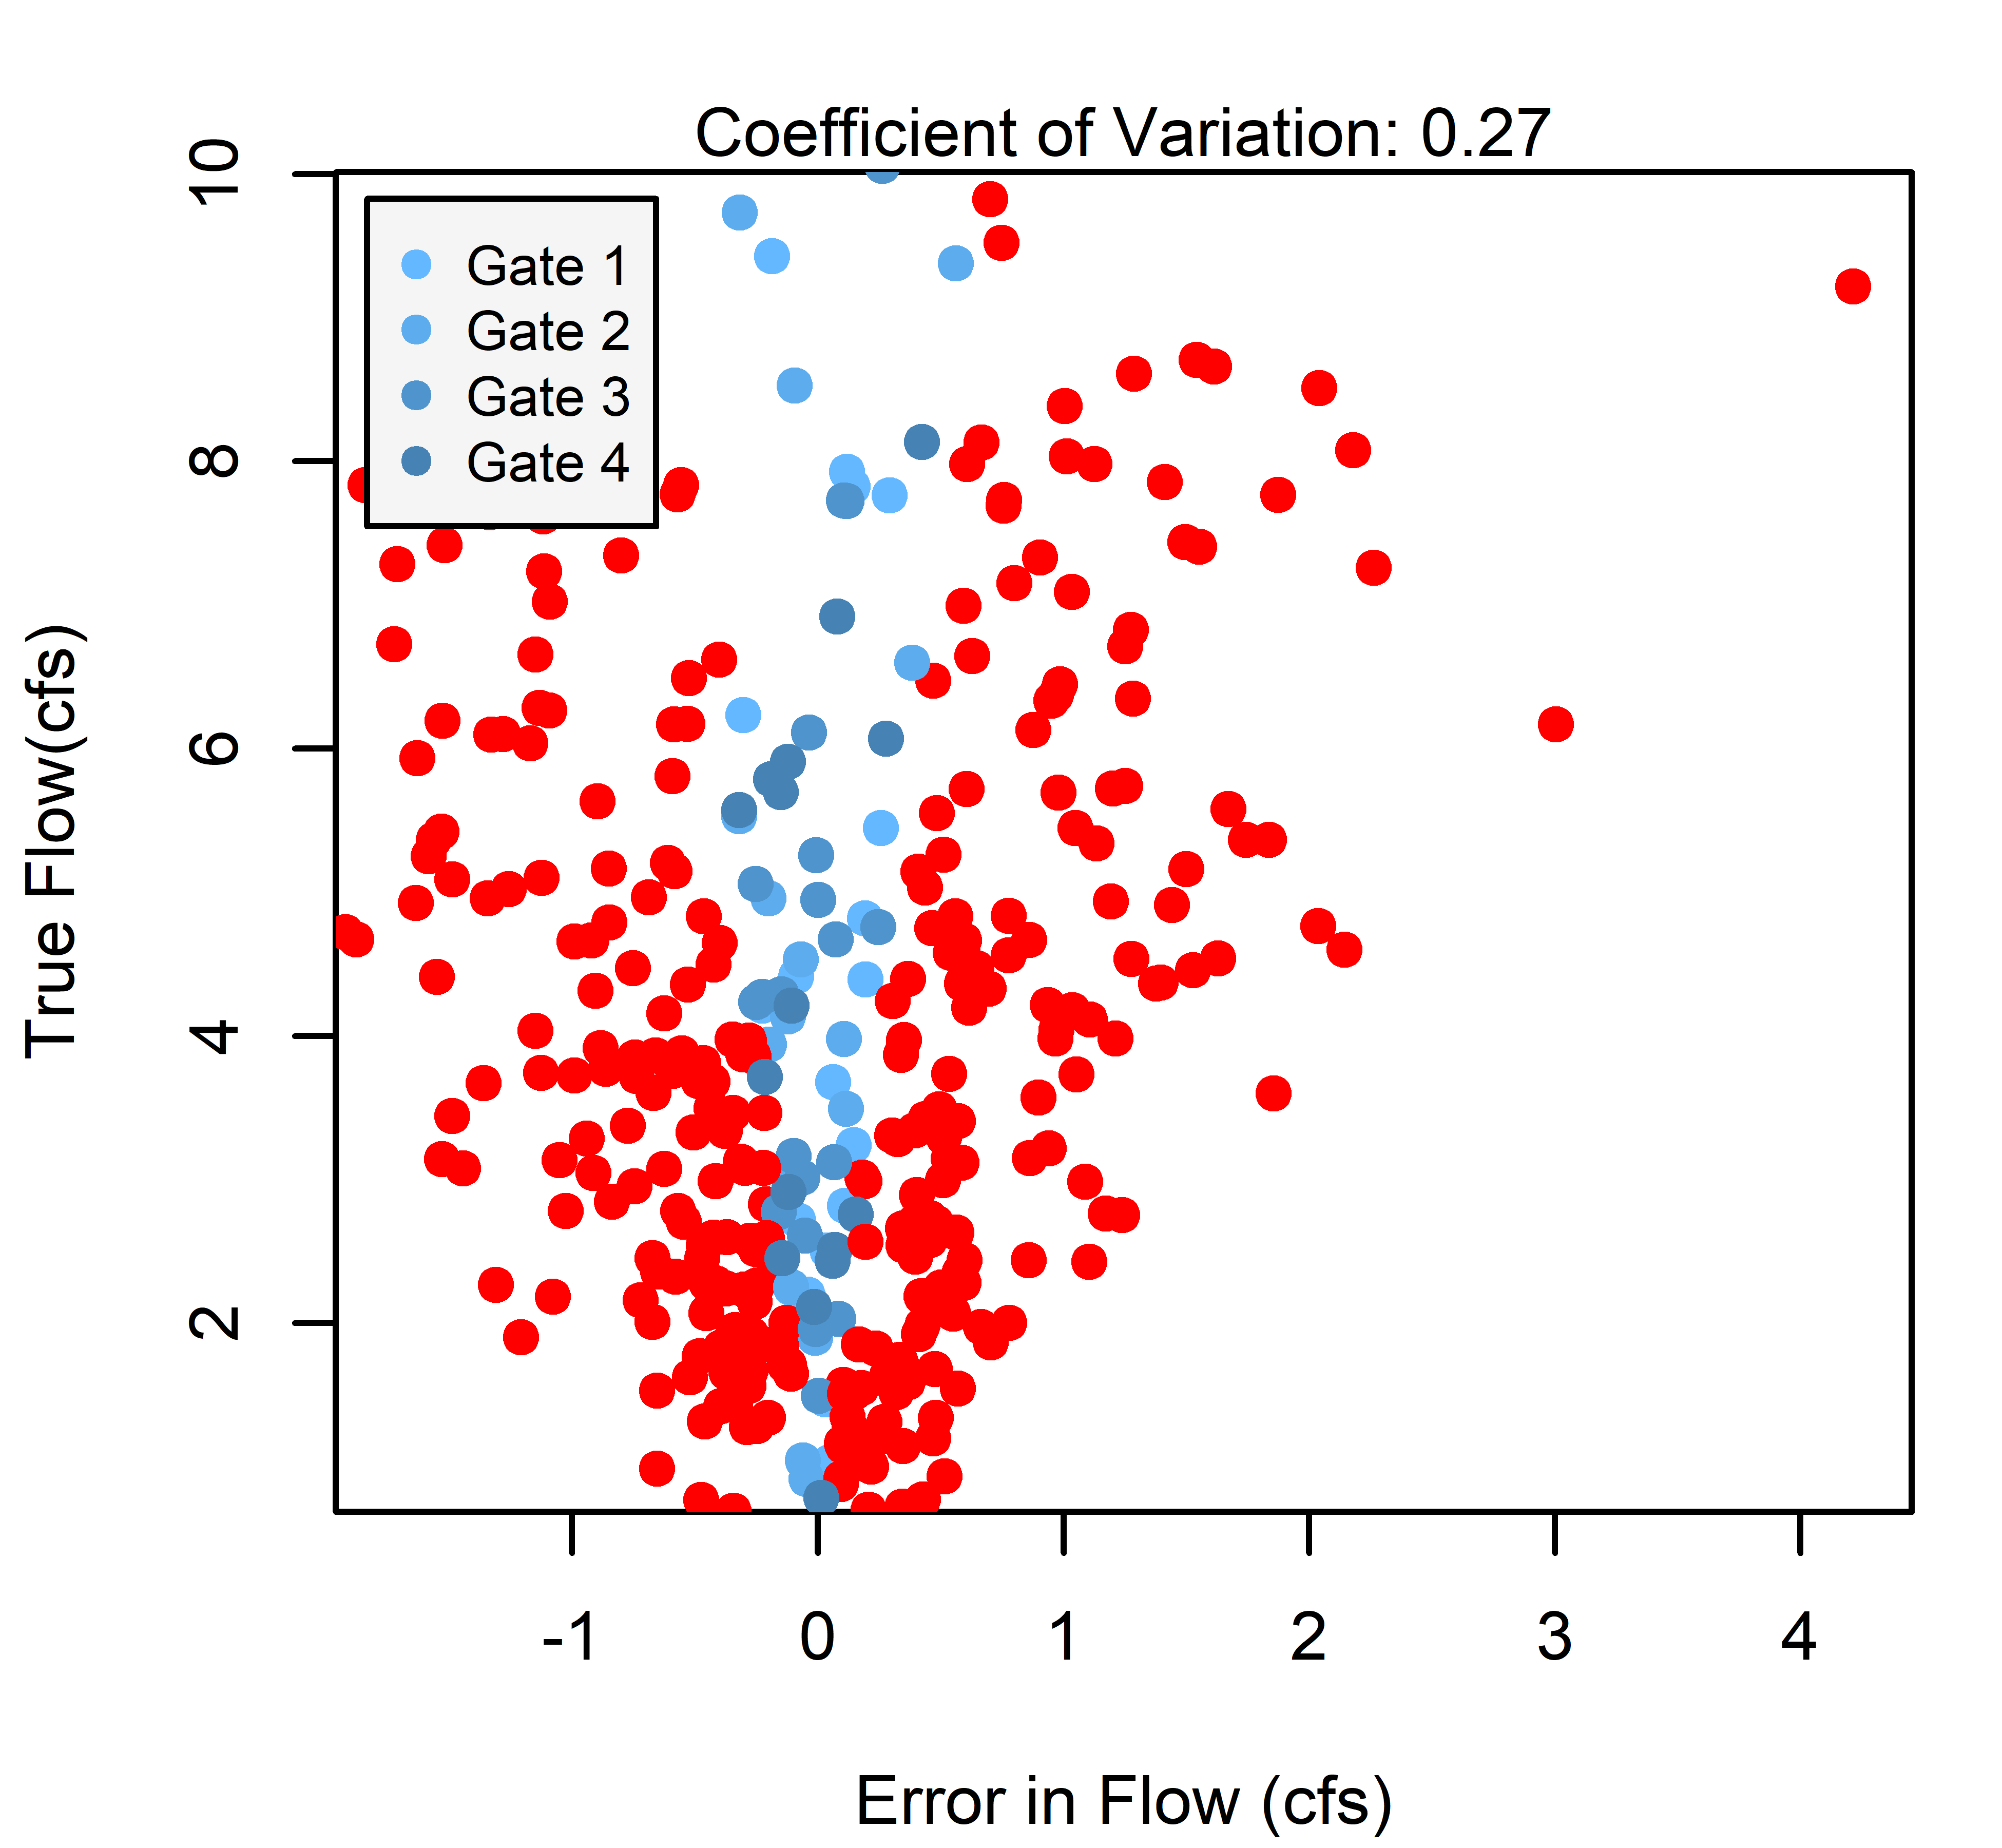 Coefficient of Variation: 0.27
10
8
6
4
2
True Flow(cfs)
Gate 1
Gate 2
Gate 3
Gate 4
-1 0 1 2 3 4
Error in Flow (cfs)